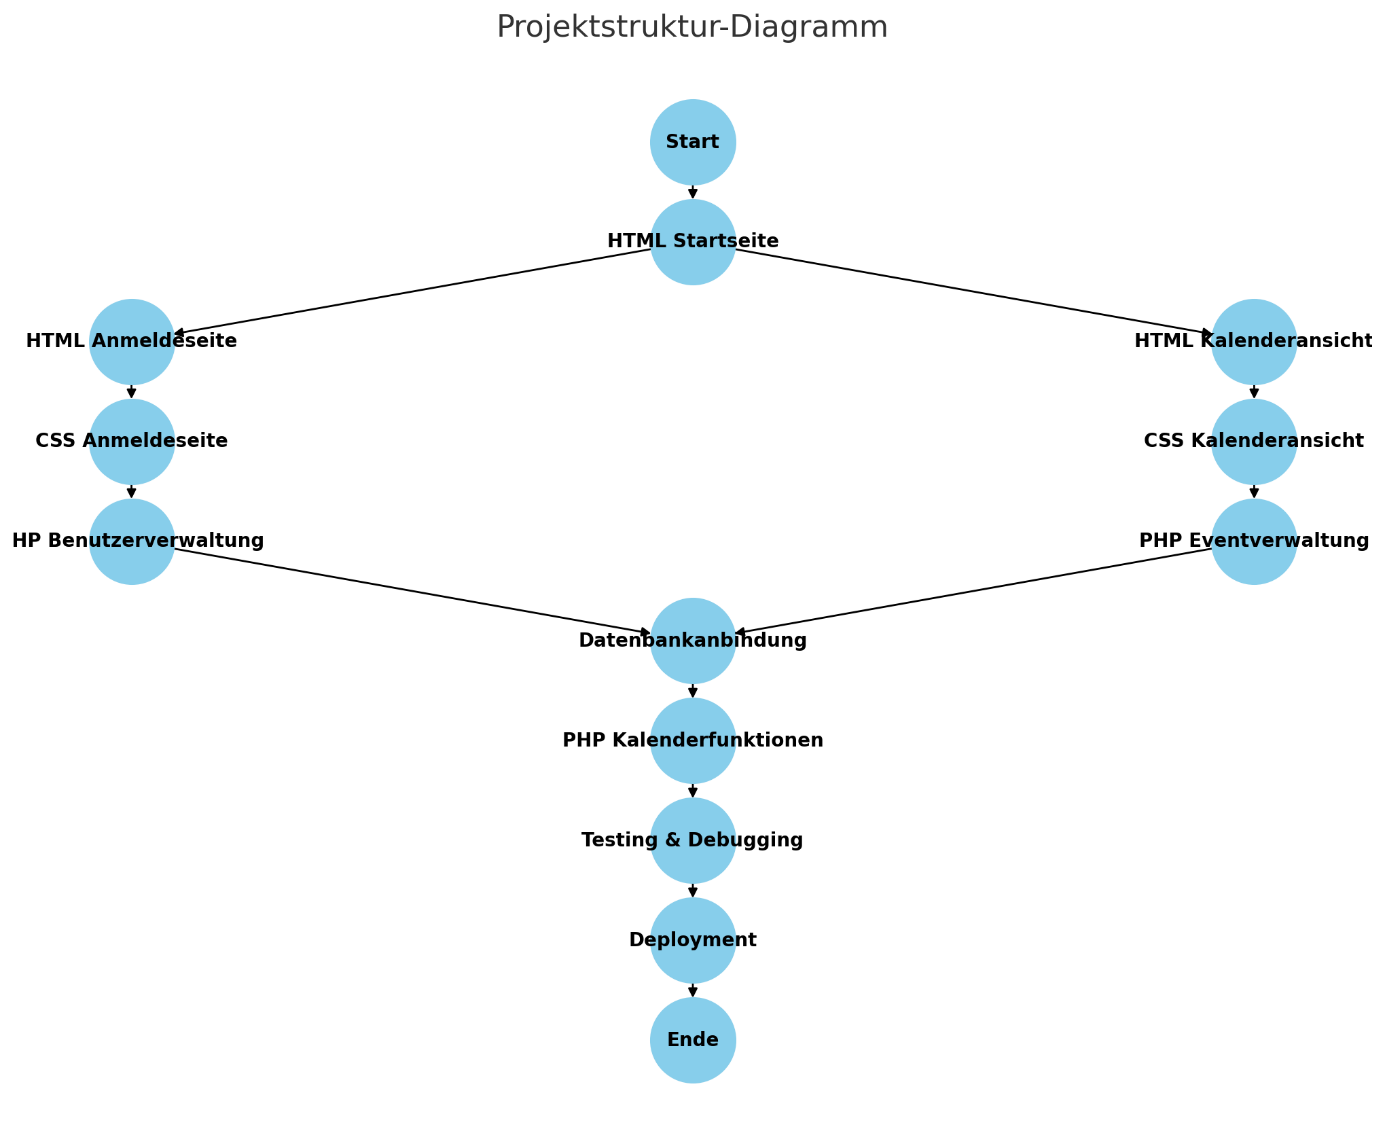 Projektstruktur-Diagramm
Start
HTML Startseite
HTML Anmeldeseite
HTML Kalenderansicht
CSS Anmeldeseite
CSS Kalenderansicht
HP Benutzerverwaltung
PHP Eventverwaltung
Datenbankanbindung
PHP Kalenderfunktionen
Testing & Debugging
Deployment
Ende